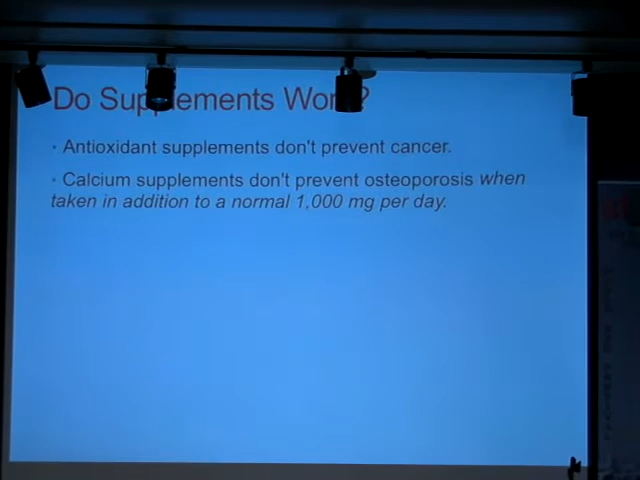 Do Supplements Work?
· Antioxidant supplements don't prevent cancer.
· Calcium supplements don't prevent osteoporosis when
taken in addition to a normal 1,000 mg per day.